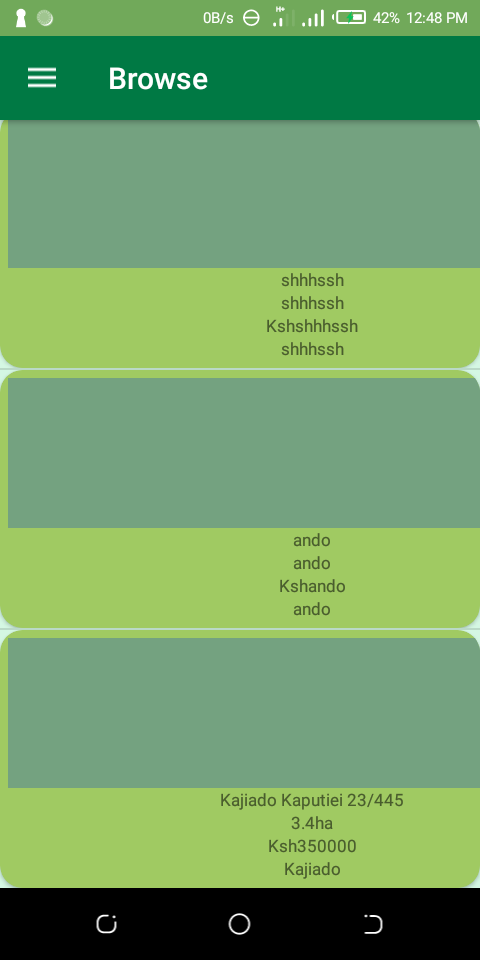 0B/s H+ 42% 12:48 PM
Browse
shhhssh
shhhssh
Kshshhhssh
shhhssh
ando
ando
Kshando
ando
Kajiado Kaputiei 23/445
3.4ha
Ksh350000
Kajiado